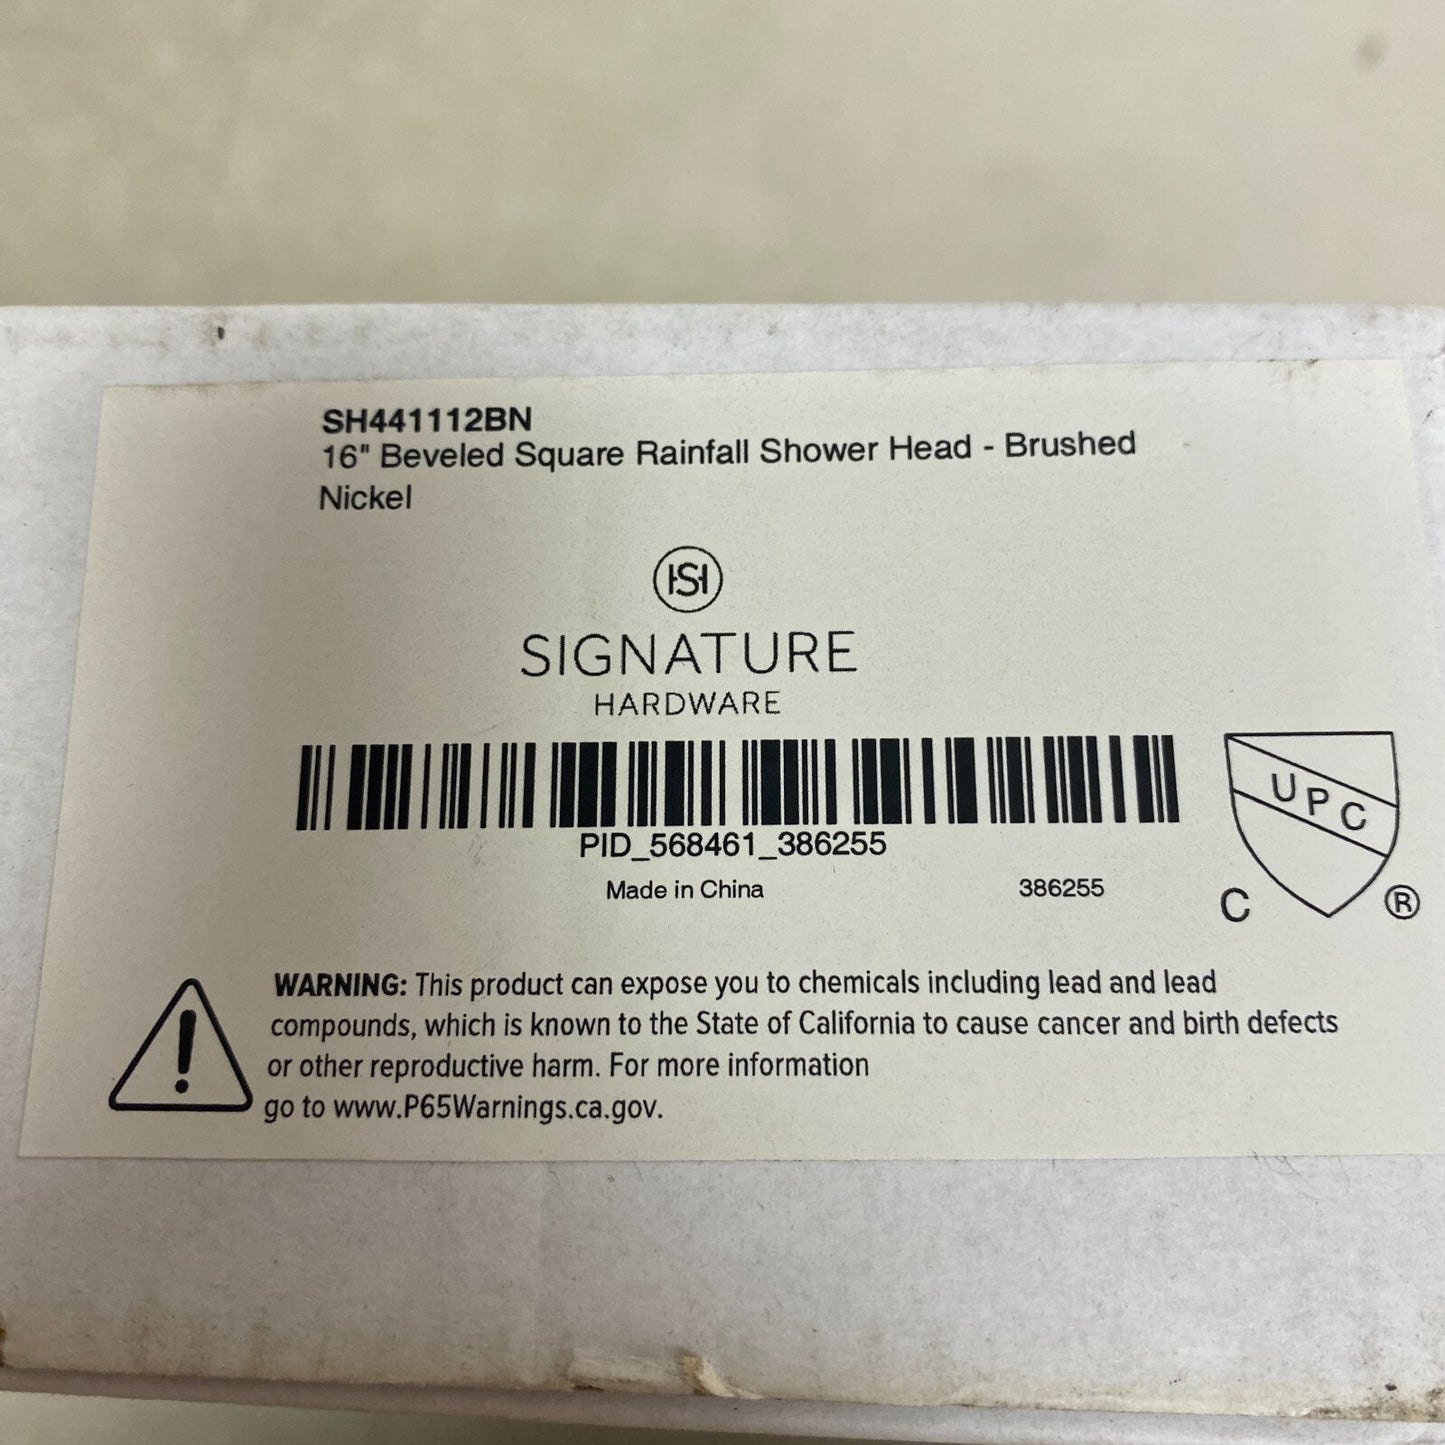 SH441112BN
16" Beveled Square Rainfall Shower Head - Brushed
Nickel
HSH
SIGNATURE
HARDWARE
PID_568461_386255
Made in China 386255
UPC
C ®
WARNING: This product can expose you to chemicals including lead and lead
compounds, which is known to the State of California to cause cancer and birth defects
or other reproductive harm. For more information
go to www.P65Warnings.ca.gov.